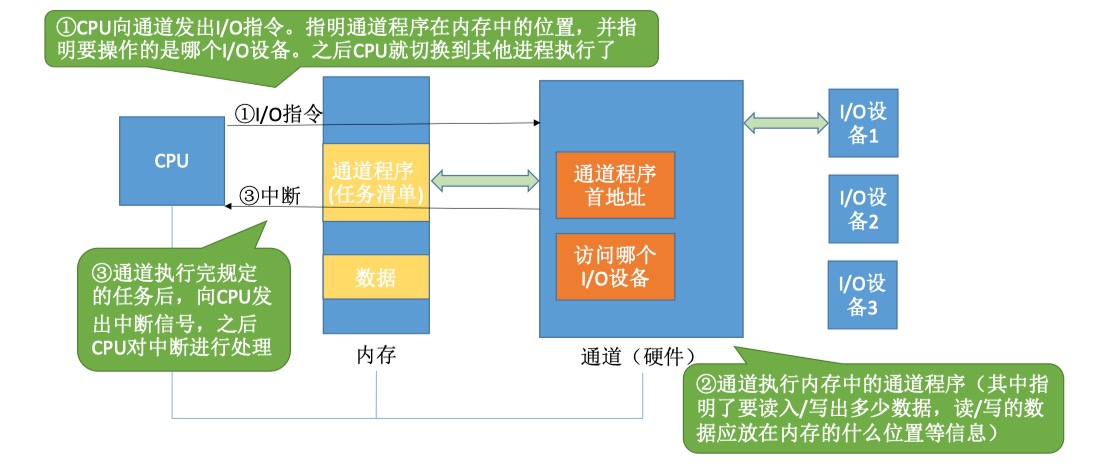 ①CPU向通道发出I/O指令。指明通道程序在内存中的位置，并指
明要操作的是哪个I/O设备。之后CPU就切换到其他进程执行了
①I/O指令
CPU
通道程序
(任务清单)
③中断
数据
内存
通道程序
首地址
访问哪个
I/O设备
通道（硬件）
I/O设
备1
I/O设
备2
I/O设
备3
③通道执行完规定
的任务后，向CPU发
出中断信号，之后
CPU对中断进行处理
②通道执行内存中的通道程序（其中指
明了要读入/写出多少数据，读/写的数
据应放在内存的什么位置等信息）